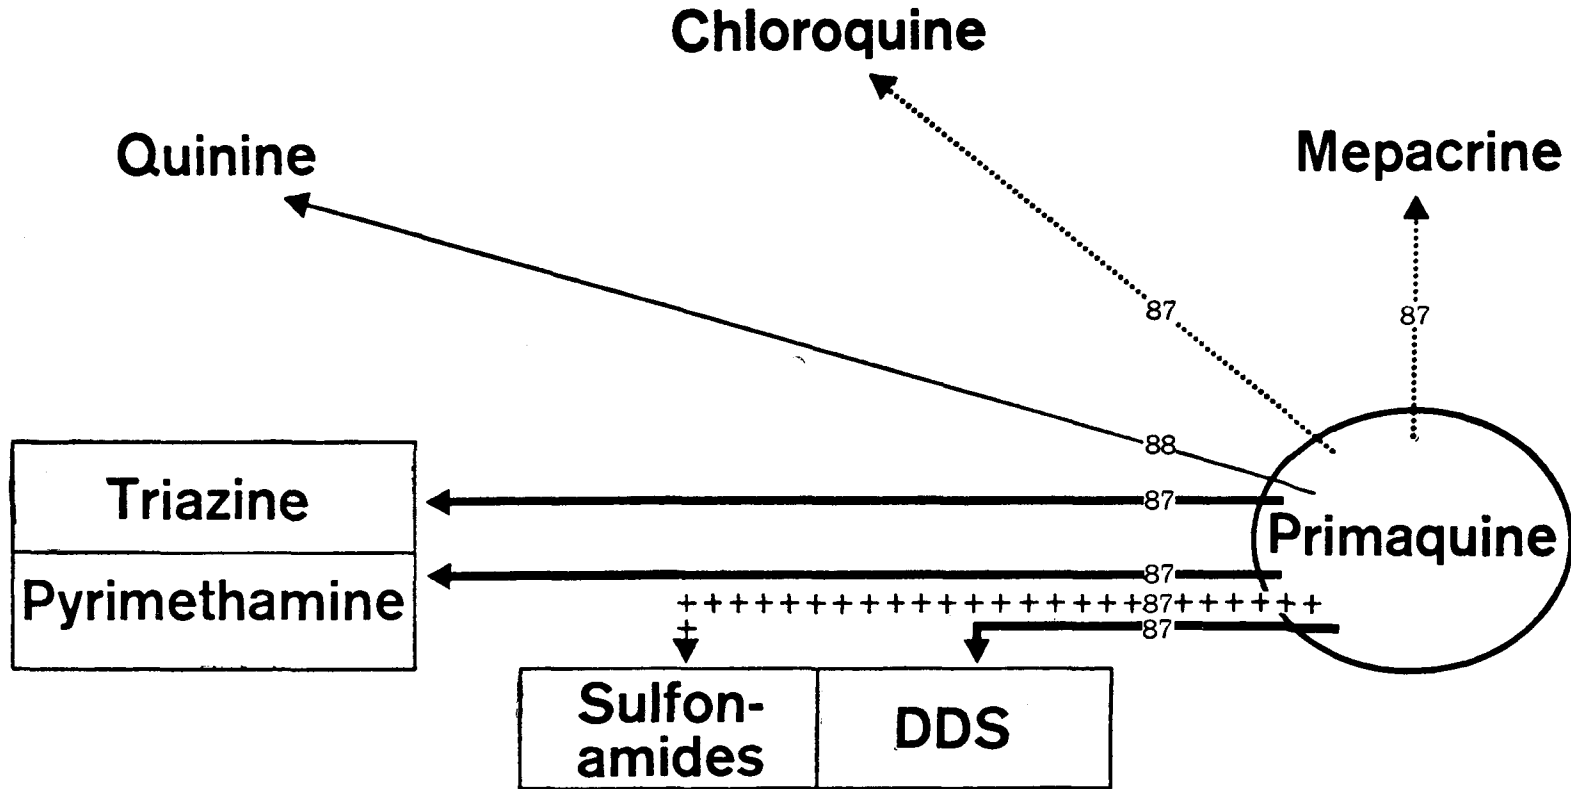 Chloroquine
Quinine
Mepacrine
87
87
88
Triazine
87
Primaquine
Pyrimethamine
87
+ + + + + + + + + + + + + + + + + +87+ + + + + +
87
+
Sulfon-
amides
DDS